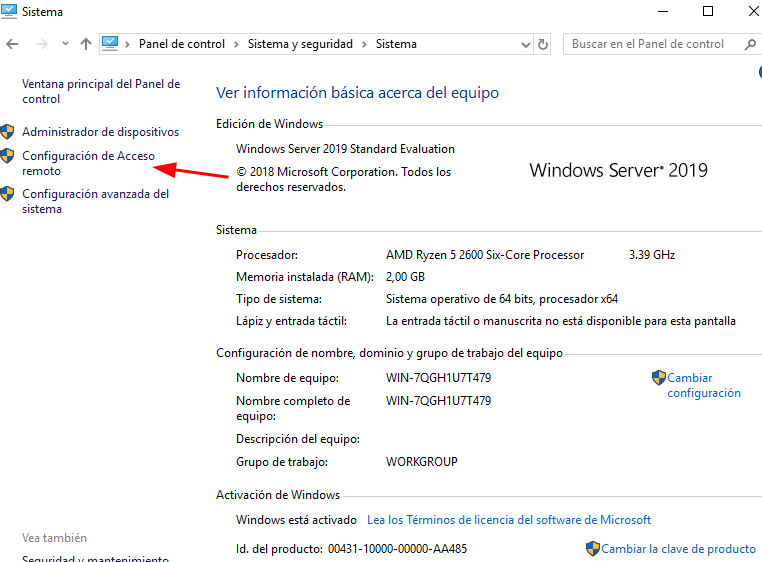 Sistema
Panel de control > Sistema y seguridad > Sistema
Buscar en el Panel de control
Ventana principal del Panel de
control
Administrador de dispositivos
Configuración de Acceso
remoto
Configuración avanzada del
sistema
Ver información básica acerca del equipo
Edición de Windows
Windows Server 2019 Standard Evaluation
© 2018 Microsoft Corporation. Todos los
derechos reservados.
Windows Server® 2019
Sistema
Procesador: AMD Ryzen 5 2600 Six-Core Processor 3.39 GHz
Memoria instalada (RAM): 2,00 GB
Tipo de sistema: Sistema operativo de 64 bits, procesador x64
Lápiz y entrada táctil: La entrada táctil o manuscrita no está disponible para esta pantalla
Configuración de nombre, dominio y grupo de trabajo del equipo
Nombre de equipo: WIN-7QGH1U7T479
Cambiar
configuración
Nombre completo de
equipo: WIN-7QGH1U7T479
Descripción del equipo:
Grupo de trabajo: WORKGROUP
Activación de Windows
Windows está activado Lea los Términos de licencia del software de Microsoft
Id. del producto: 00431-10000-00000-AA485
Cambiar la clave de producto
Vea también
Seguridad y mantenimiento